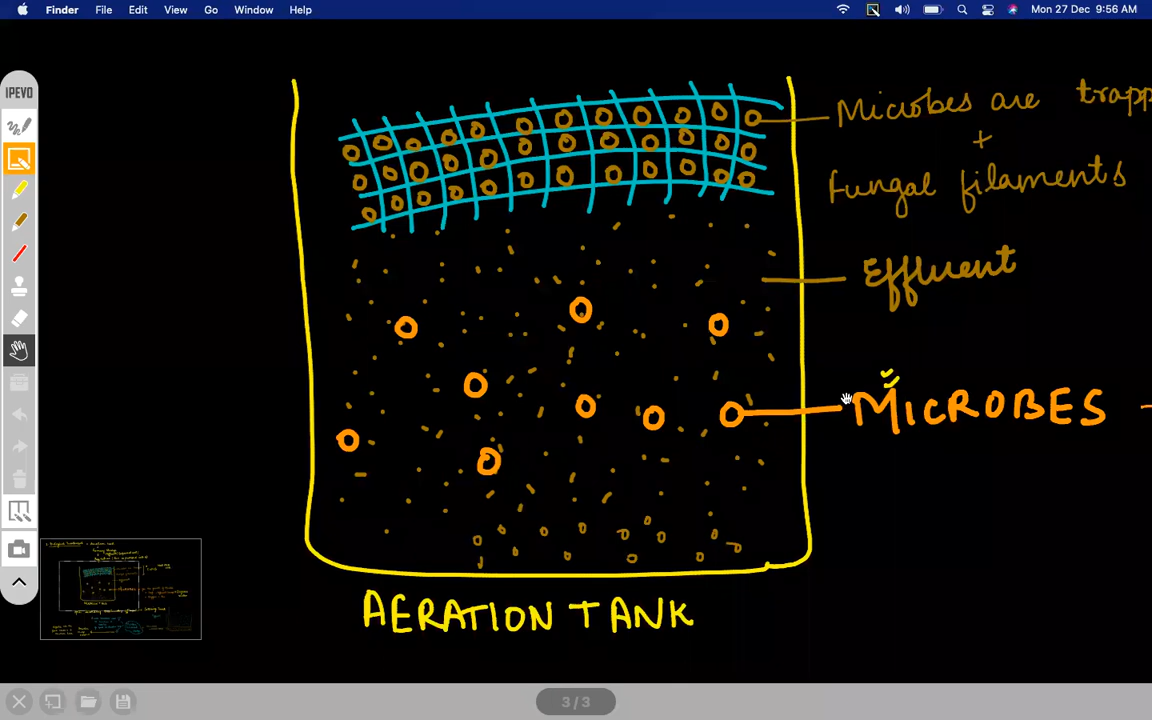 Finder File Edit View Go Window Help Mon 27 Dec 9:56 AM
IPEVO
Microbes are trapp
+
Fungal filaments
Effluent
MICROBES
AERATION TANK
3 / 3